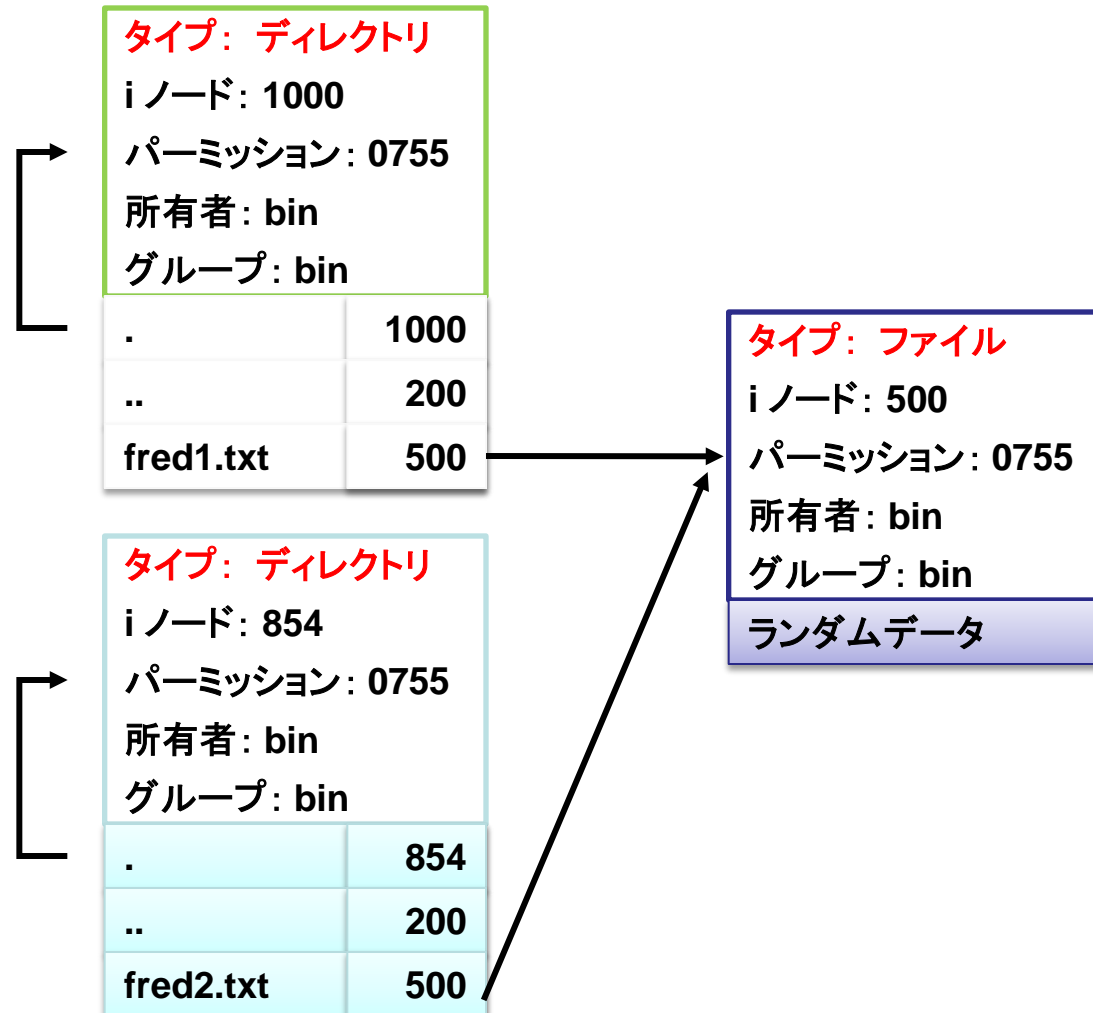 タイプ： ディレクトリ
i ノード： 1000
パーミッション： 0755
所有者： bin
グループ： bin
. 1000
.. 200
fred1.txt 500
タイプ： ディレクトリ
i ノード： 854
パーミッション： 0755
所有者： bin
グループ： bin
. 854
.. 200
fred2.txt 500
タイプ： ファイル
i ノード： 500
パーミッション： 0755
所有者： bin
グループ： bin
ランダムデータ